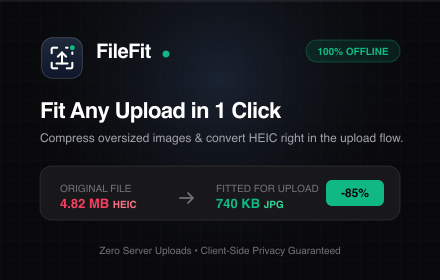 FileFit
100% OFFLINE
Fit Any Upload in 1 Click
Compress oversized images & convert HEIC right in the upload flow.
ORIGINAL FILE
4.82 MB HEIC
→
FITTED FOR UPLOAD
740 KB JPG
-85%
Zero Server Uploads • Client-Side Privacy Guaranteed